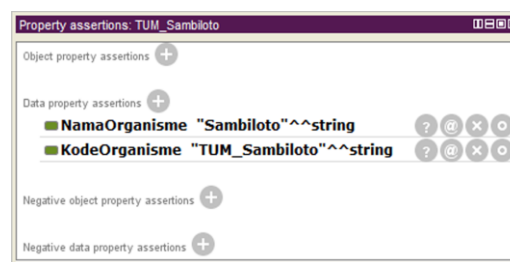 Property assertions: TUM_Sambiloto
Object property assertions
Data property assertions
NamaOrganisme "Sambiloto"^^string
KodeOrganisme "TUM_Sambiloto"^^string
Negative object property assertions
Negative data property assertions